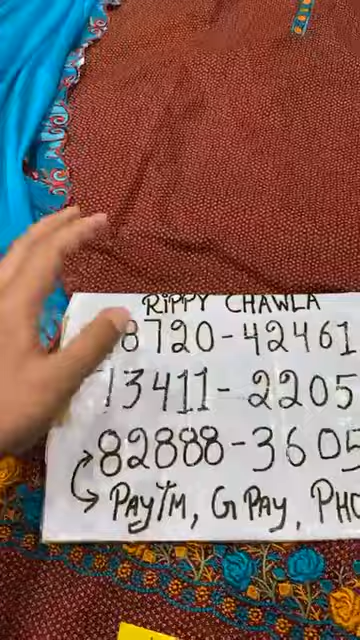 RIPPY CHAWLA
8720-42461
13411-2205
82888-3605
PAYTM, G PAY, PHO